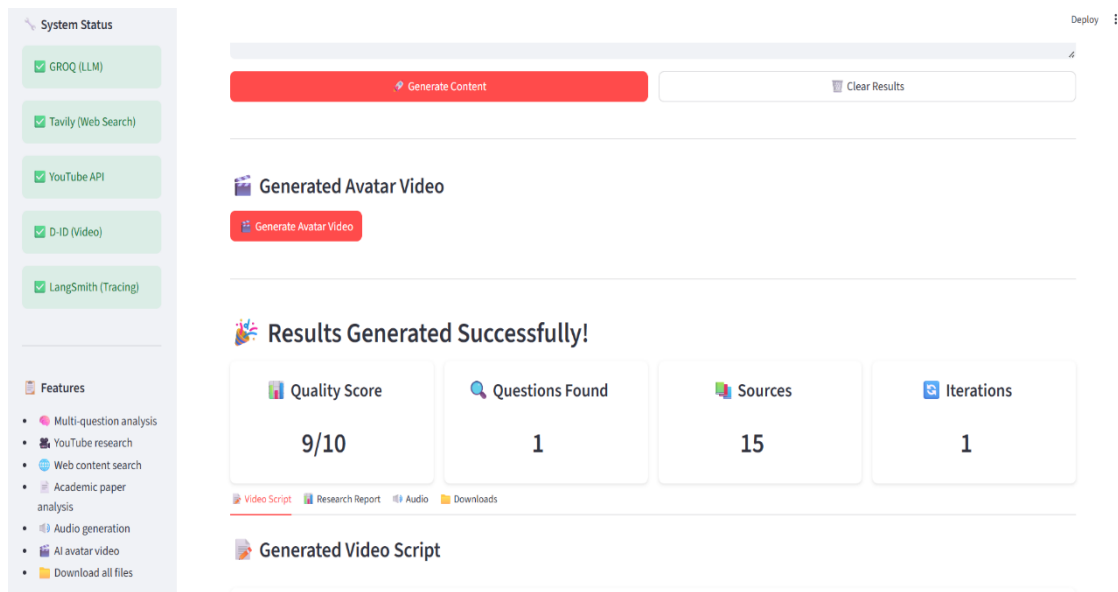 System Status
GROQ (LLM)
Tavily (Web Search)
YouTube API
D-ID (Video)
LangSmith (Tracing)
Features
Multi-question analysis
YouTube research
Web content search
Academic paper
analysis
Audio generation
AI avatar video
Download all files
Deploy
Generate Content
Clear Results
Generated Avatar Video
Generate Avatar Video
Results Generated Successfully!
Quality Score
9/10
Questions Found
1
Sources
15
Iterations
1
Video Script
Research Report
Audio
Downloads
Generated Video Script